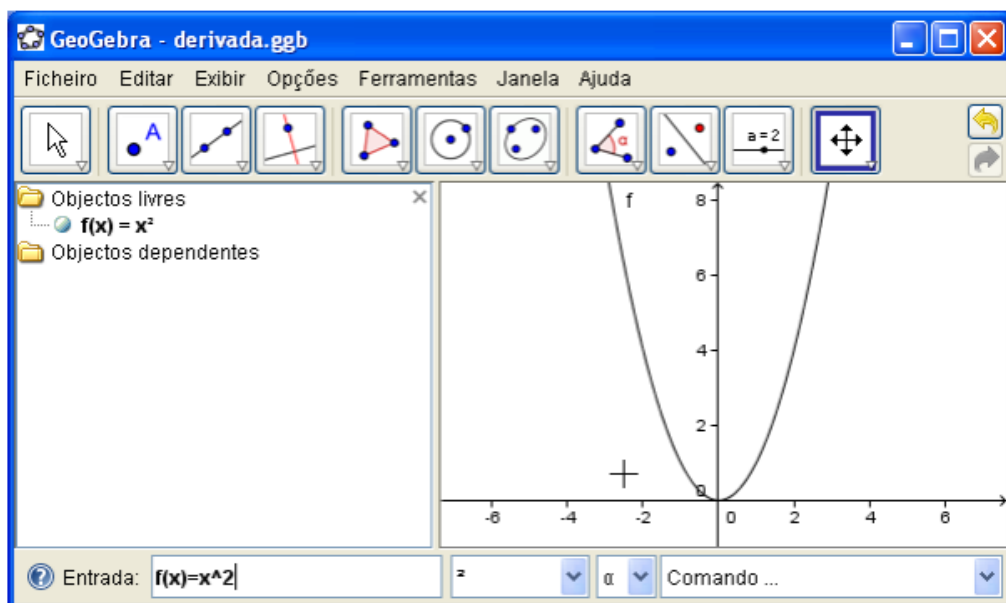 GeoGebra - derivada.ggb
Ficheiro Editar Exibir Opções Ferramentas Janela Ajuda
A α a = 2
Objectos livres
f(x) = x²
Objectos dependentes
f
8
6
4
2
0
-6 -4 -2 0 2 4 6
Entrada: f(x)=x^2 ² α Comando ...